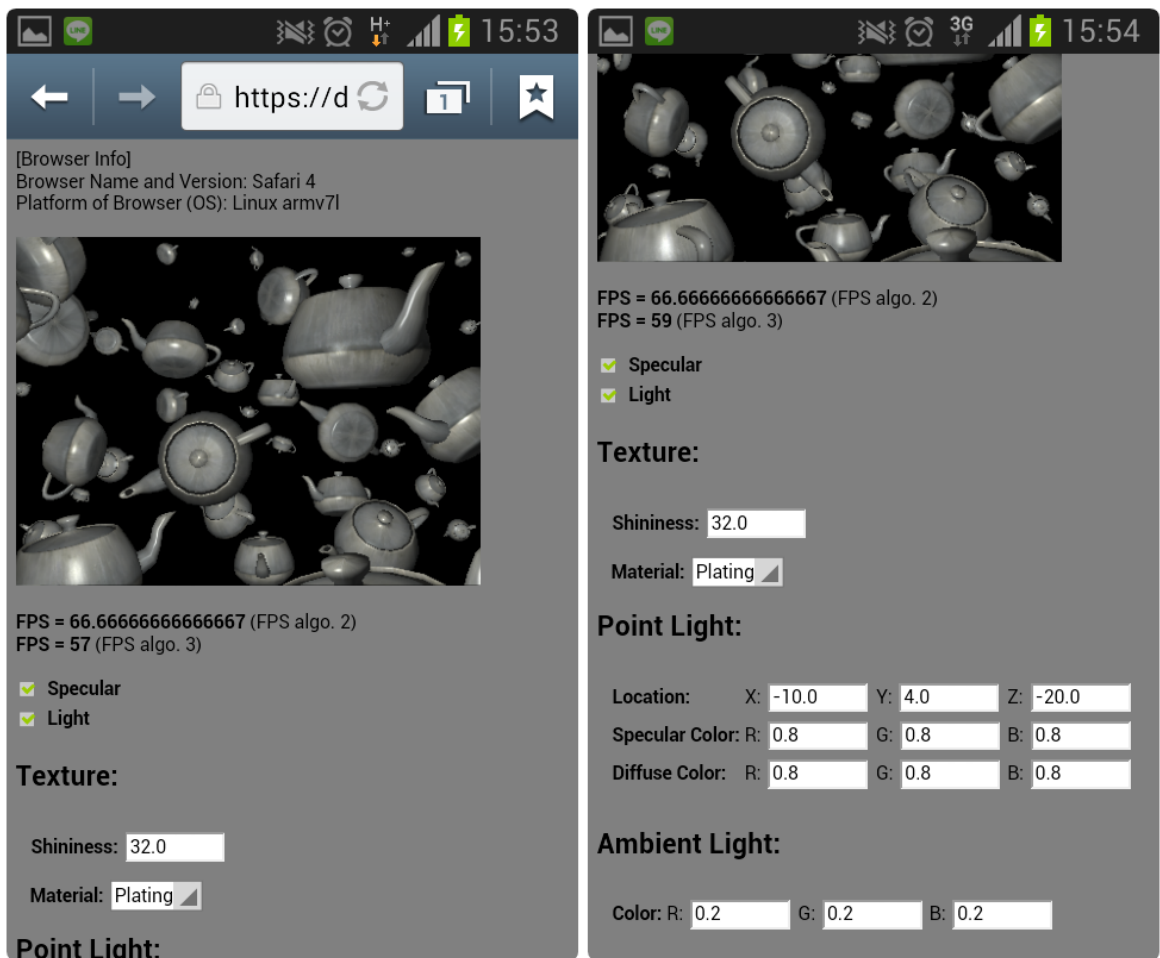 LINE H+ 15:53
https://d 1
[Browser Info]
Browser Name and Version: Safari 4
Platform of Browser (OS): Linux armv7l
FPS = 66.66666666666667 (FPS algo. 2)
FPS = 57 (FPS algo. 3)
Specular
Light
Texture:
Shininess: 32.0
Material: Plating
Point Light:
LINE 3G 15:54
FPS = 66.66666666666667 (FPS algo. 2)
FPS = 59 (FPS algo. 3)
Specular
Light
Texture:
Shininess: 32.0
Material: Plating
Point Light:
Location: X: -10.0 Y: 4.0 Z: -20.0
Specular Color: R: 0.8 G: 0.8 B: 0.8
Diffuse Color: R: 0.8 G: 0.8 B: 0.8
Ambient Light:
Color: R: 0.2 G: 0.2 B: 0.2